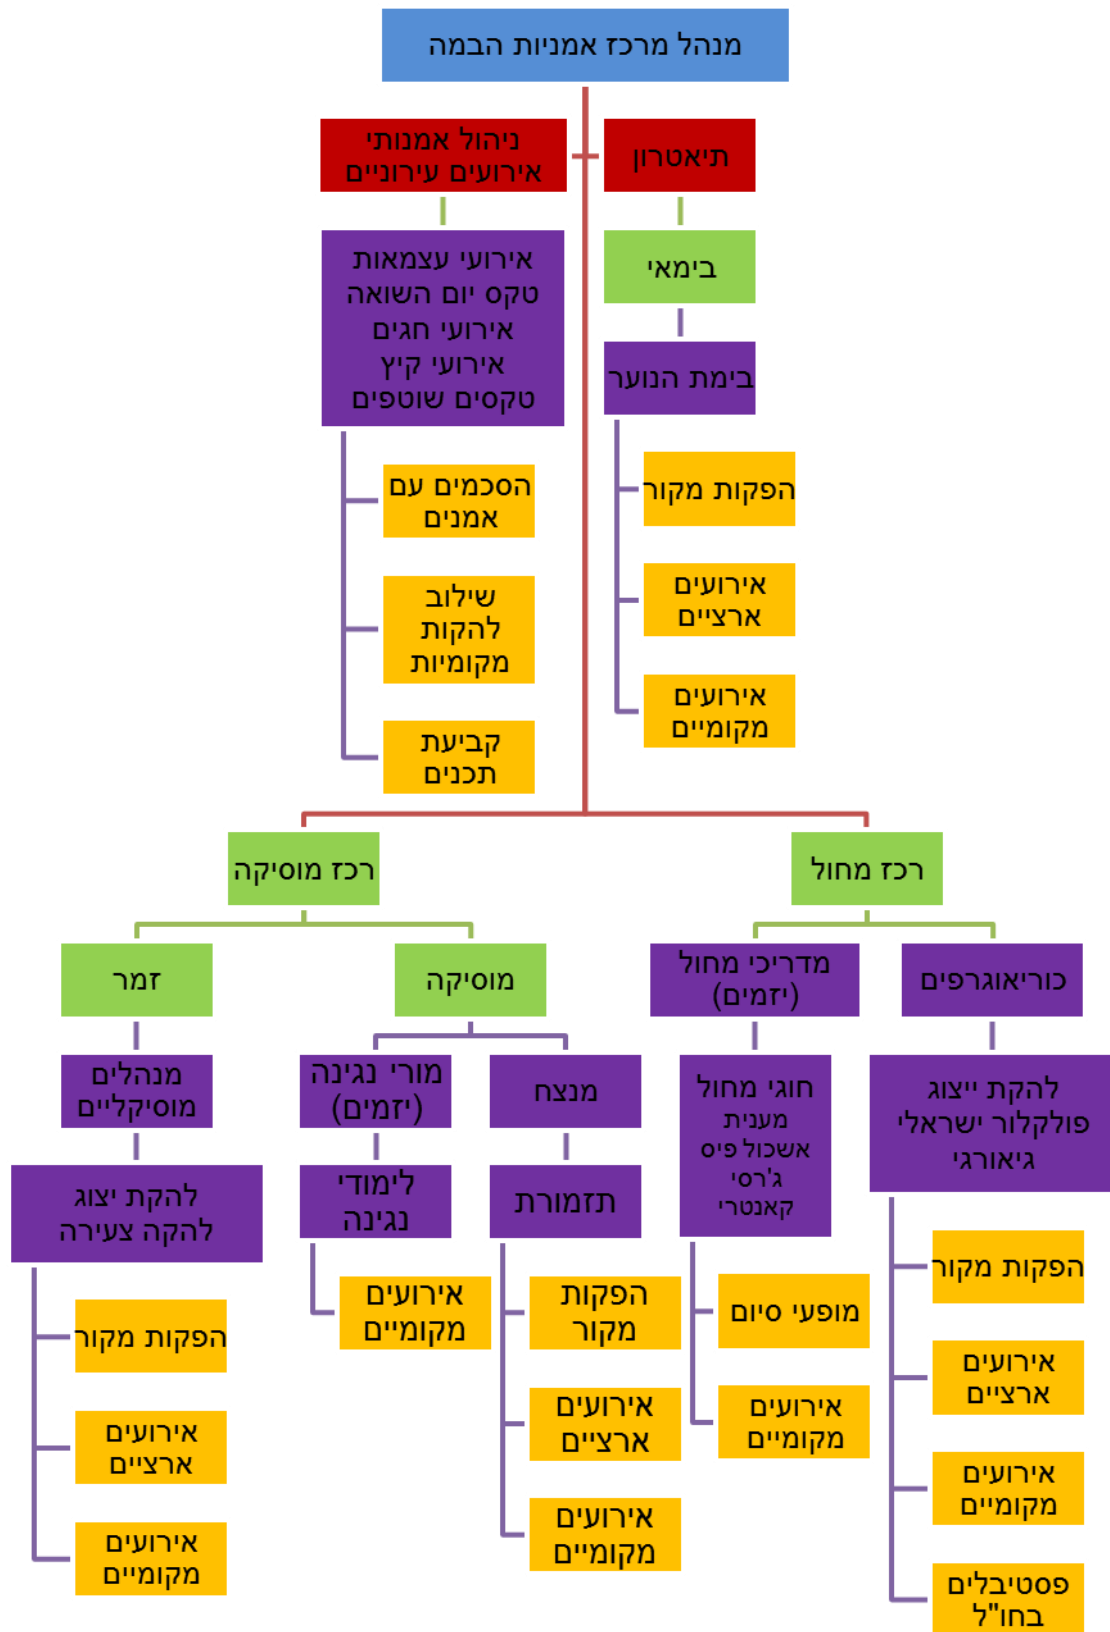 מנהל מרכז אמניות הבמה
תיאטרון
ניהול אמנותי
אירועים עירוניים
בימאי
בימת הנוער
הפקות מקור
אירועים
ארציים
אירועים
מקומיים
אירועי עצמאות
טקס יום השואה
אירועי חגים
אירועי קיץ
טקסים שוטפים
הסכמים עם
אמנים
שילוב
להקות
מקומיות
קביעת
תכנים
רכז מחול
רכז מוסיקה
כוריאוגרפים
להקת ייצוג
פולקלור ישראלי
גיאורגי
הפקות מקור
אירועים
ארציים
אירועים
מקומיים
פסטיבלים
בחו"ל
מדריכי מחול
(יזמים)
חוגי מחול
מענית
אשכול פיס
ג'רסי
קאנטרי
מופעי סיום
אירועים
מקומיים
מוסיקה
מנצח
תזמורת
הפקות
מקור
אירועים
ארציים
אירועים
מקומיים
מורי נגינה
(יזמים)
לימודי
נגינה
אירועים
מקומיים
זמר
מנהלים
מוסיקליים
להקת יצוג
להקה צעירה
הפקות מקור
אירועים
ארציים
אירועים
מקומיים